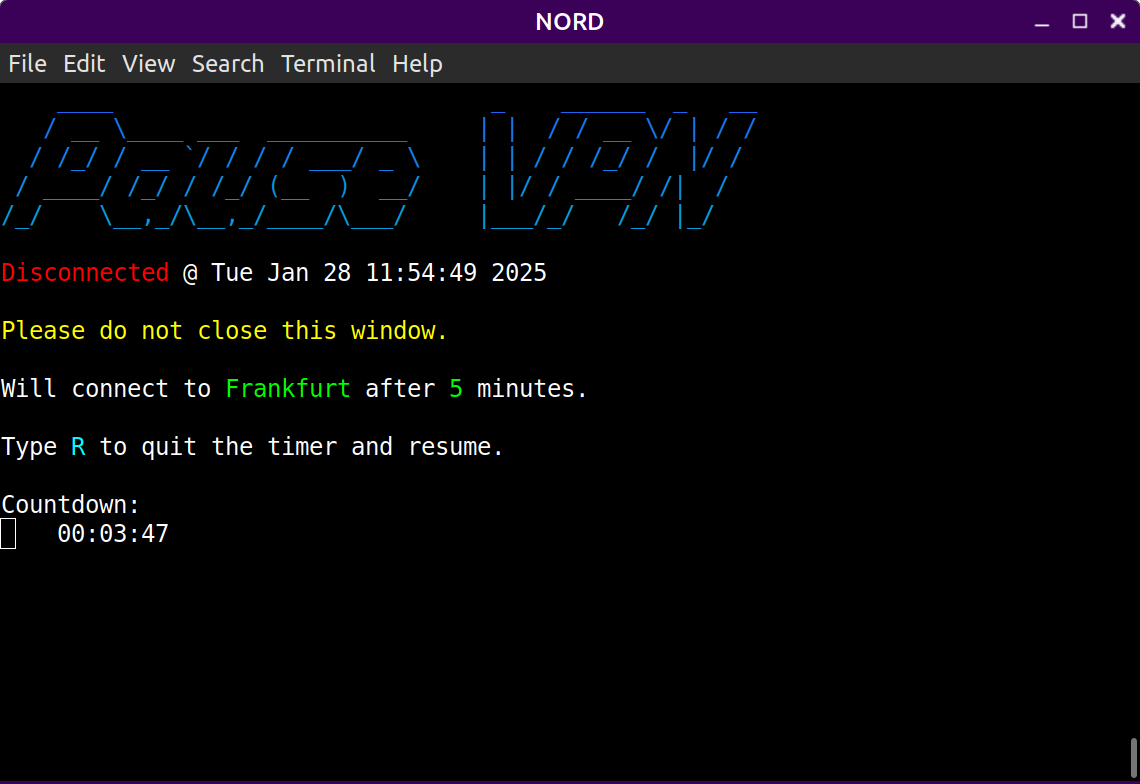 NORD
File Edit View Search Terminal Help
Pause VPN
Disconnected @ Tue Jan 28 11:54:49 2025
Please do not close this window.
Will connect to Frankfurt after 5 minutes.
Type R to quit the timer and resume.
Countdown:
00:03:47